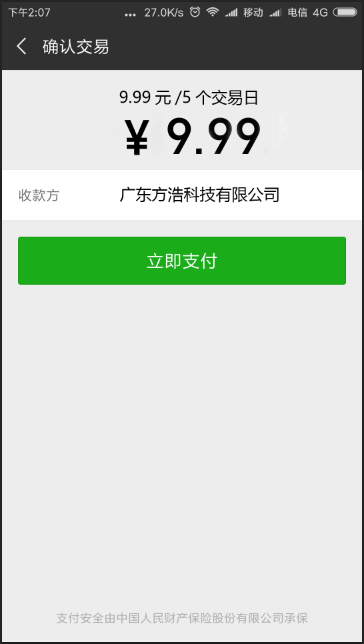 下午2:07 ... 27.0K/s 移动 电信 4G
确认交易
9.99 元 /5 个交易日
¥ 9.99
收款方 广东方浩科技有限公司
立即支付
支付安全由中国人民财产保险股份有限公司承保